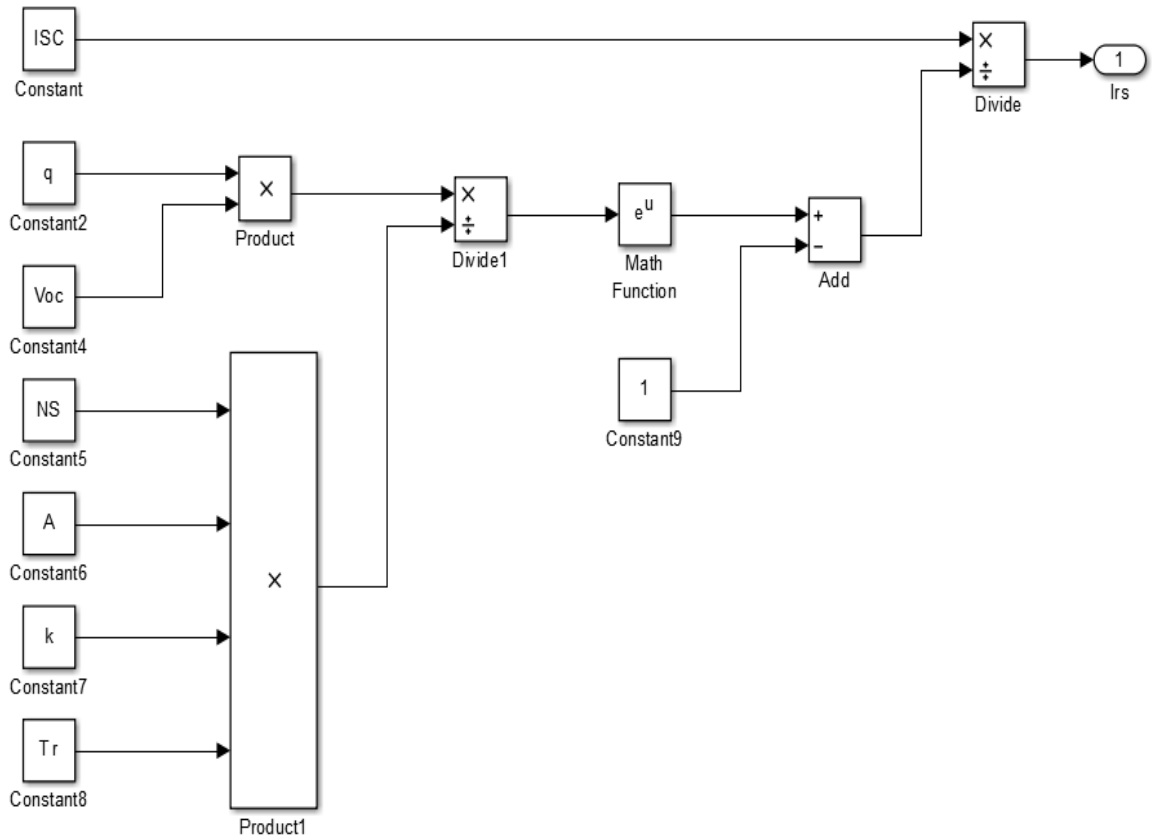 ISC
Constant
×
÷
Divide
1
Irs
q
Constant2
×
Product
×
÷
Divide1
eu
Math
Function
+
−
Add
Voc
Constant4
1
Constant9
NS
Constant5
A
Constant6
×
k
Constant7
Tr
Constant8
Product1